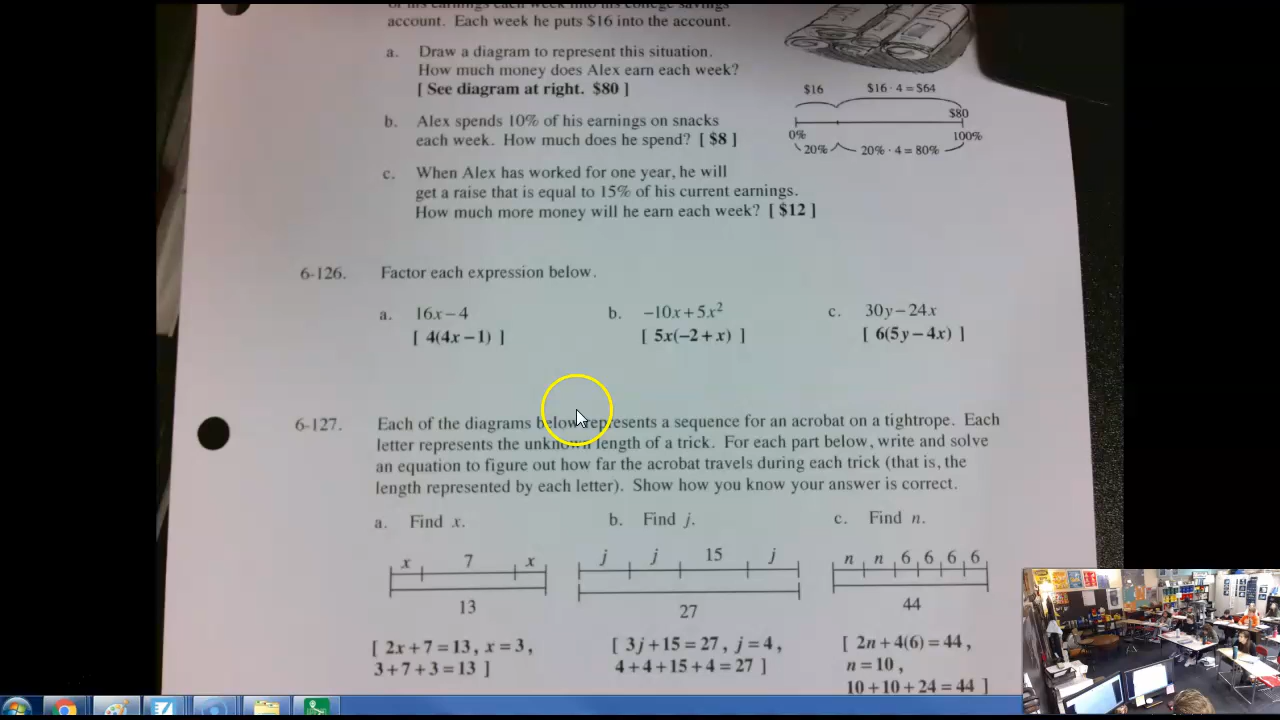 of his earnings each week into his college savings
account. Each week he puts $16 into the account.
a. Draw a diagram to represent this situation.
How much money does Alex earn each week?
[ See diagram at right. $80 ]
$16 $16 · 4 = $64
$80
0% 100%
20% 20% · 4 = 80%
b. Alex spends 10% of his earnings on snacks
each week. How much does he spend? [ $8 ]
c. When Alex has worked for one year, he will
get a raise that is equal to 15% of his current earnings.
How much more money will he earn each week? [ $12 ]
6-126. Factor each expression below.
a. 16x – 4 b. –10x + 5x² c. 30y – 24x
[ 4(4x – 1) ] [ 5x(–2 + x) ] [ 6(5y – 4x) ]
6-127. Each of the diagrams below represents a sequence for an acrobat on a tightrope. Each
letter represents the unknown length of a trick. For each part below, write and solve
an equation to figure out how far the acrobat travels during each trick (that is, the
length represented by each letter). Show how you know your answer is correct.
a. Find x. b. Find j. c. Find n.
x 7 x j j 15 j n n 6 6 6 6
13 27 44
[ 2x + 7 = 13, x = 3, [ 3j + 15 = 27, j = 4, [ 2n + 4(6) = 44,
3 + 7 + 3 = 13 ] 4 + 4 + 15 + 4 = 27 ] n = 10,
10 + 10 + 24 = 44 ]